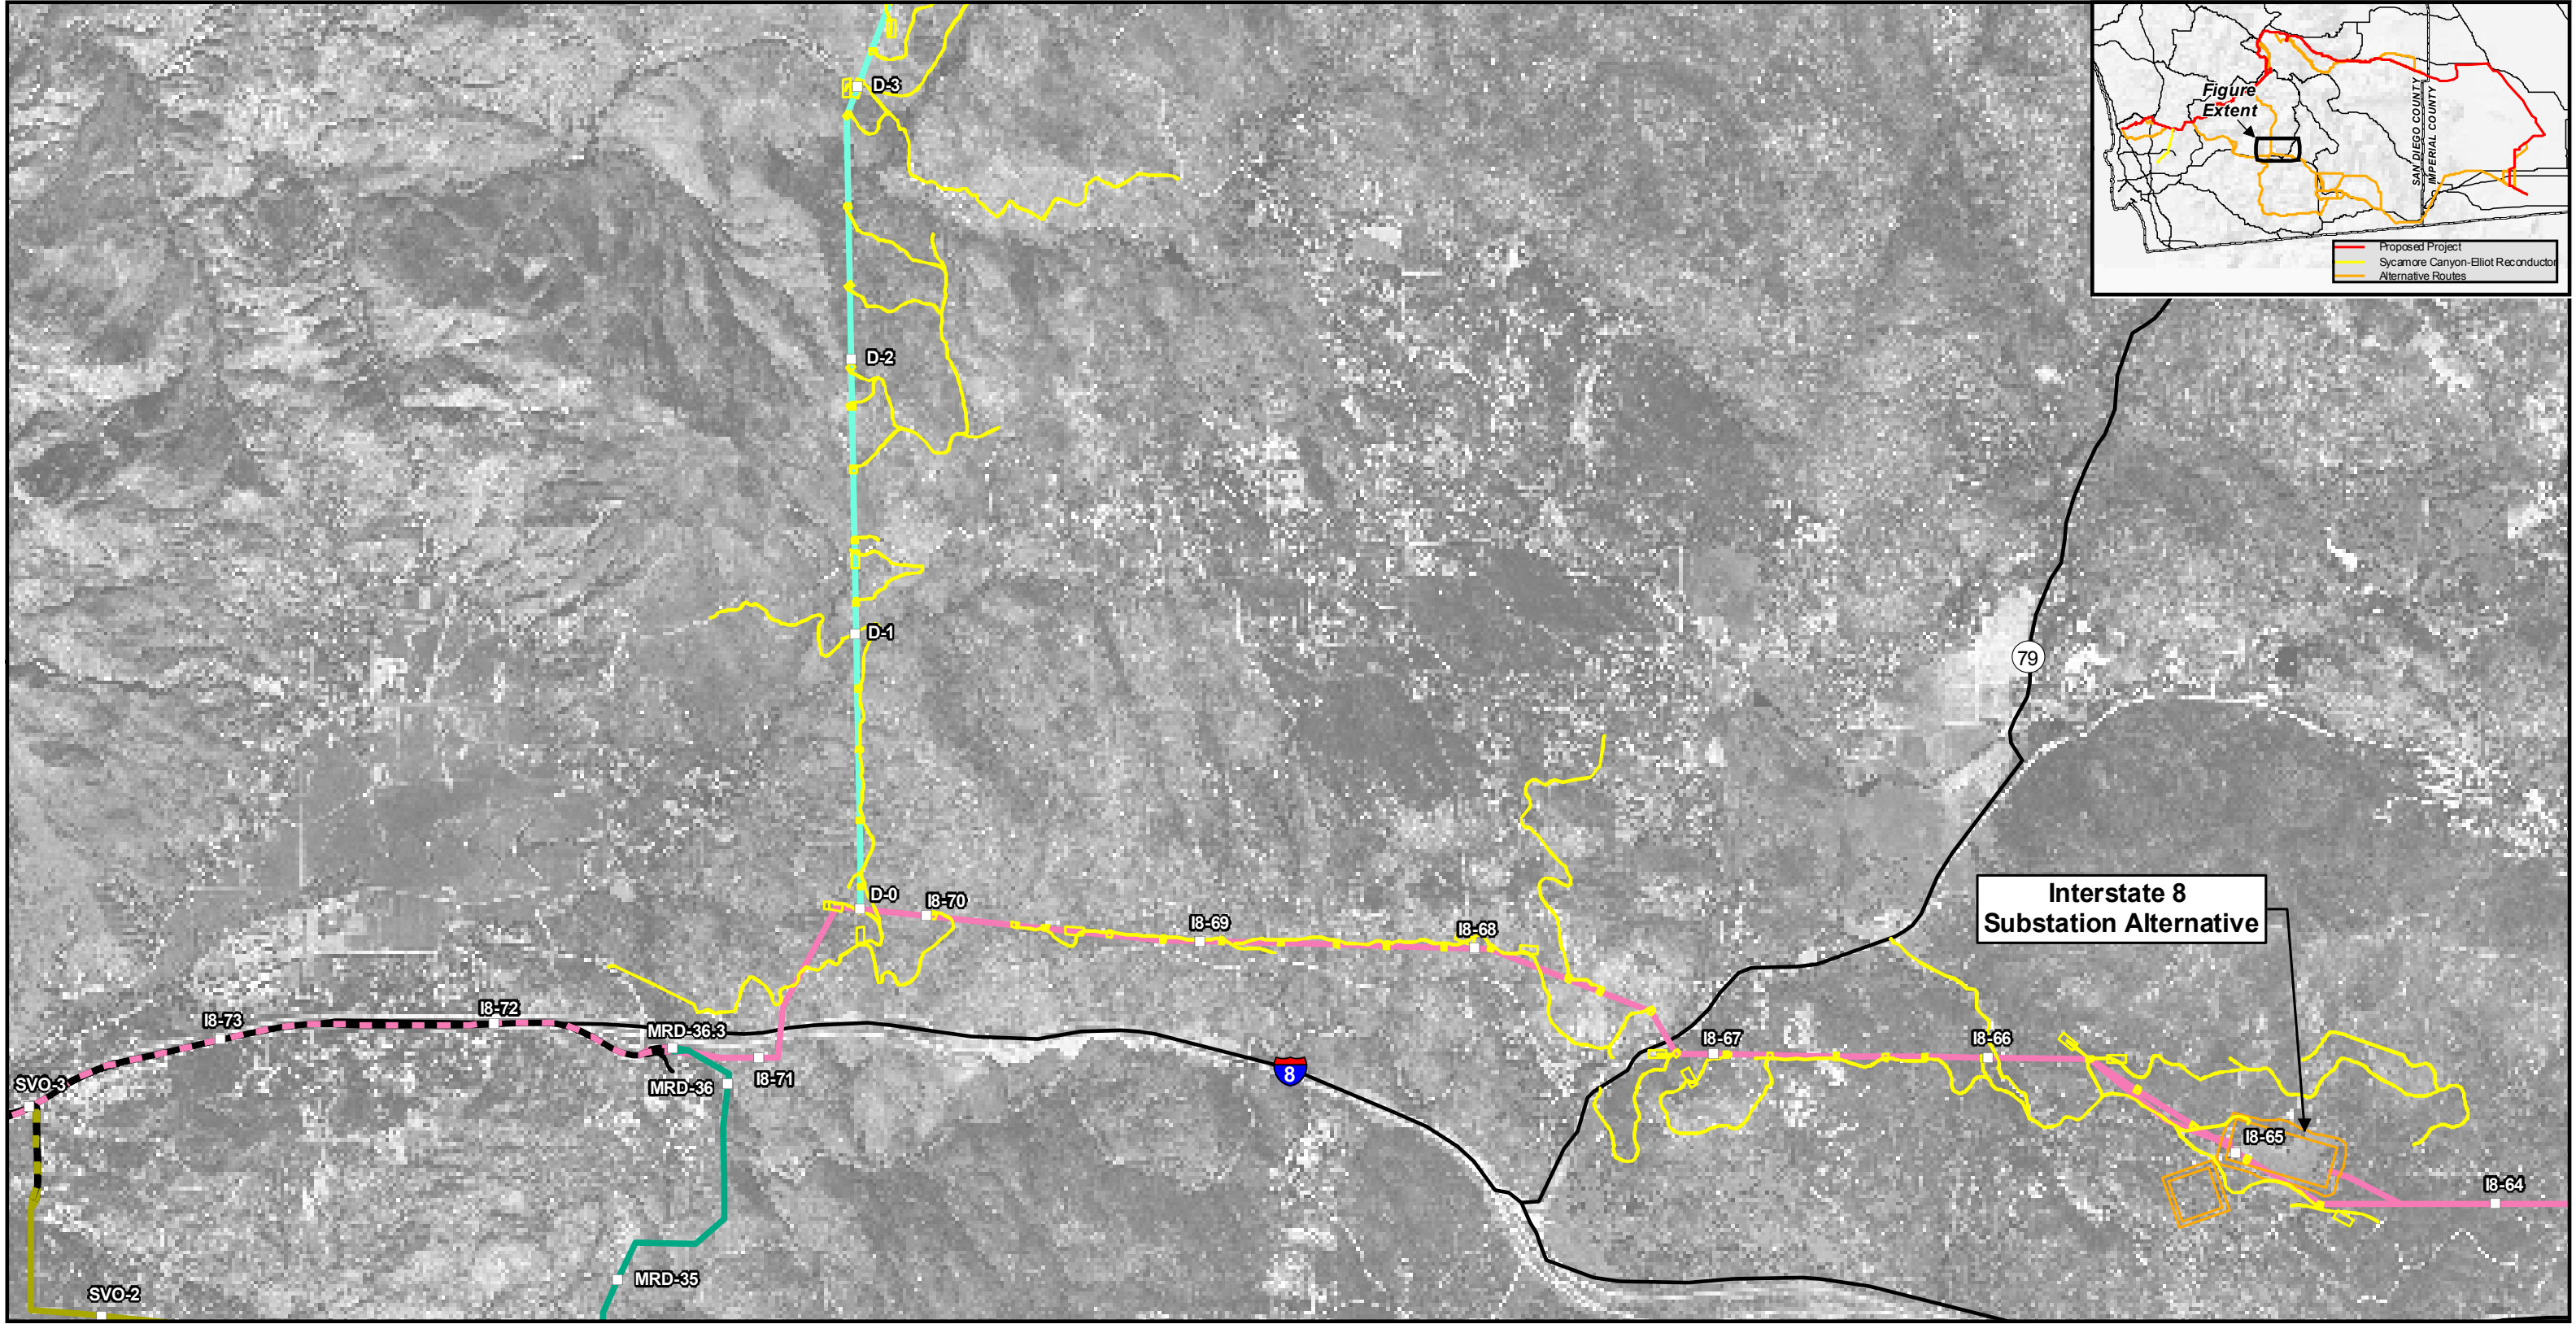 D-3
Figure
Extent
SAN DIEGO COUNTY
IMPERIAL COUNTY
Proposed Project
Sycamore Canyon-Elliot Reconductor
Alternative Routes
D-2
D-1
79
D-0
I8-70
I8-69
I8-68
Interstate 8
Substation Alternative
I8-73
I8-72
MRD-36.3
I8-67
I8-66
SVO-3
MRD-36
I8-71
8
I8-65
I8-64
MRD-35
SVO-2